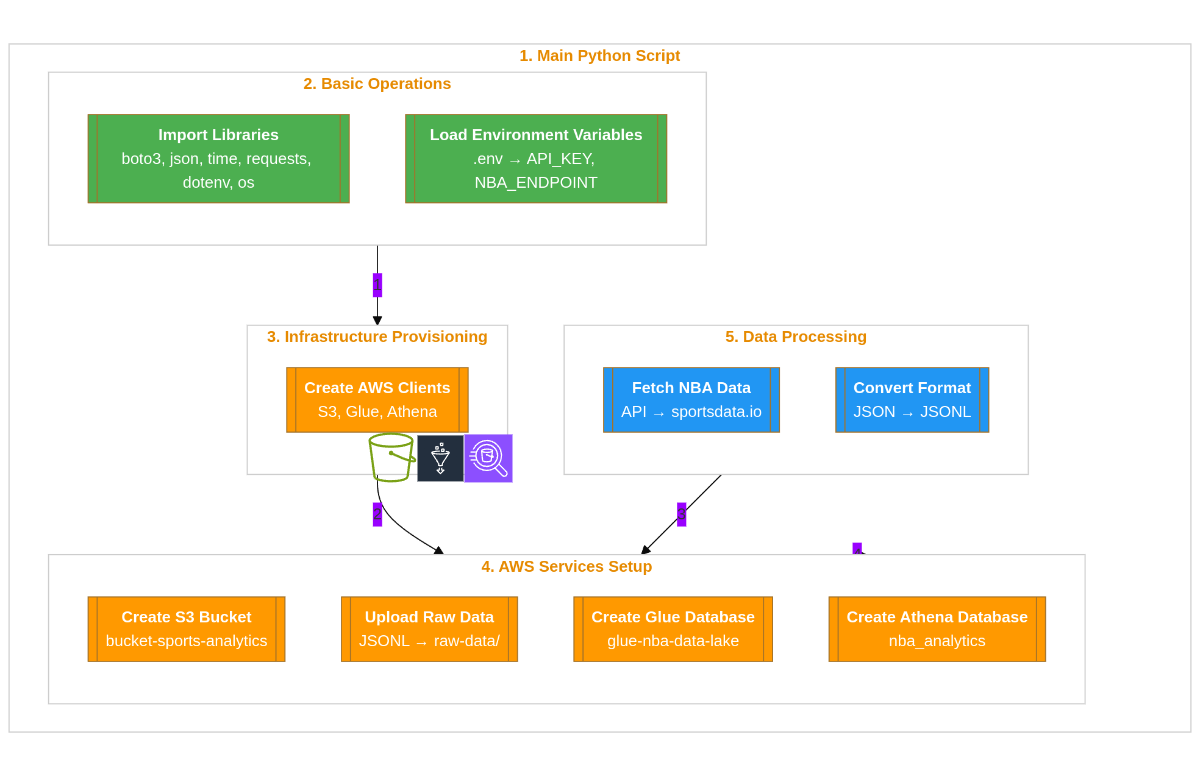 1. Main Python Script
2. Basic Operations
Import Libraries
boto3, json, time, requests,
dotenv, os
Load Environment Variables
.env → API_KEY,
NBA_ENDPOINT
1
3. Infrastructure Provisioning
Create AWS Clients
S3, Glue, Athena
5. Data Processing
Fetch NBA Data
API → sportsdata.io
Convert Format
JSON → JSONL
2
3
4. AWS Services Setup
Create S3 Bucket
bucket-sports-analytics
Upload Raw Data
JSONL → raw-data/
Create Glue Database
glue-nba-data-lake
Create Athena Database
nba_analytics